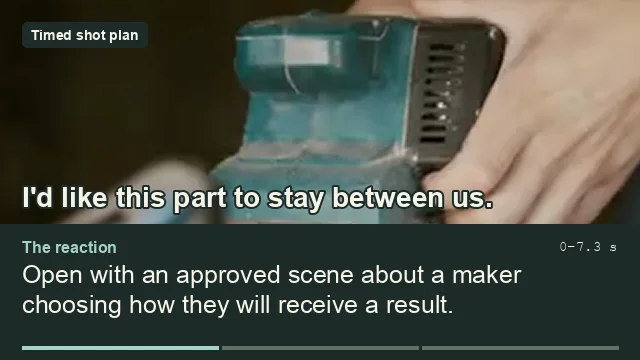 Timed shot plan
I'd like this part to stay between us.
The reaction
0–7.3 s
Open with an approved scene about a maker
choosing how they will receive a result.